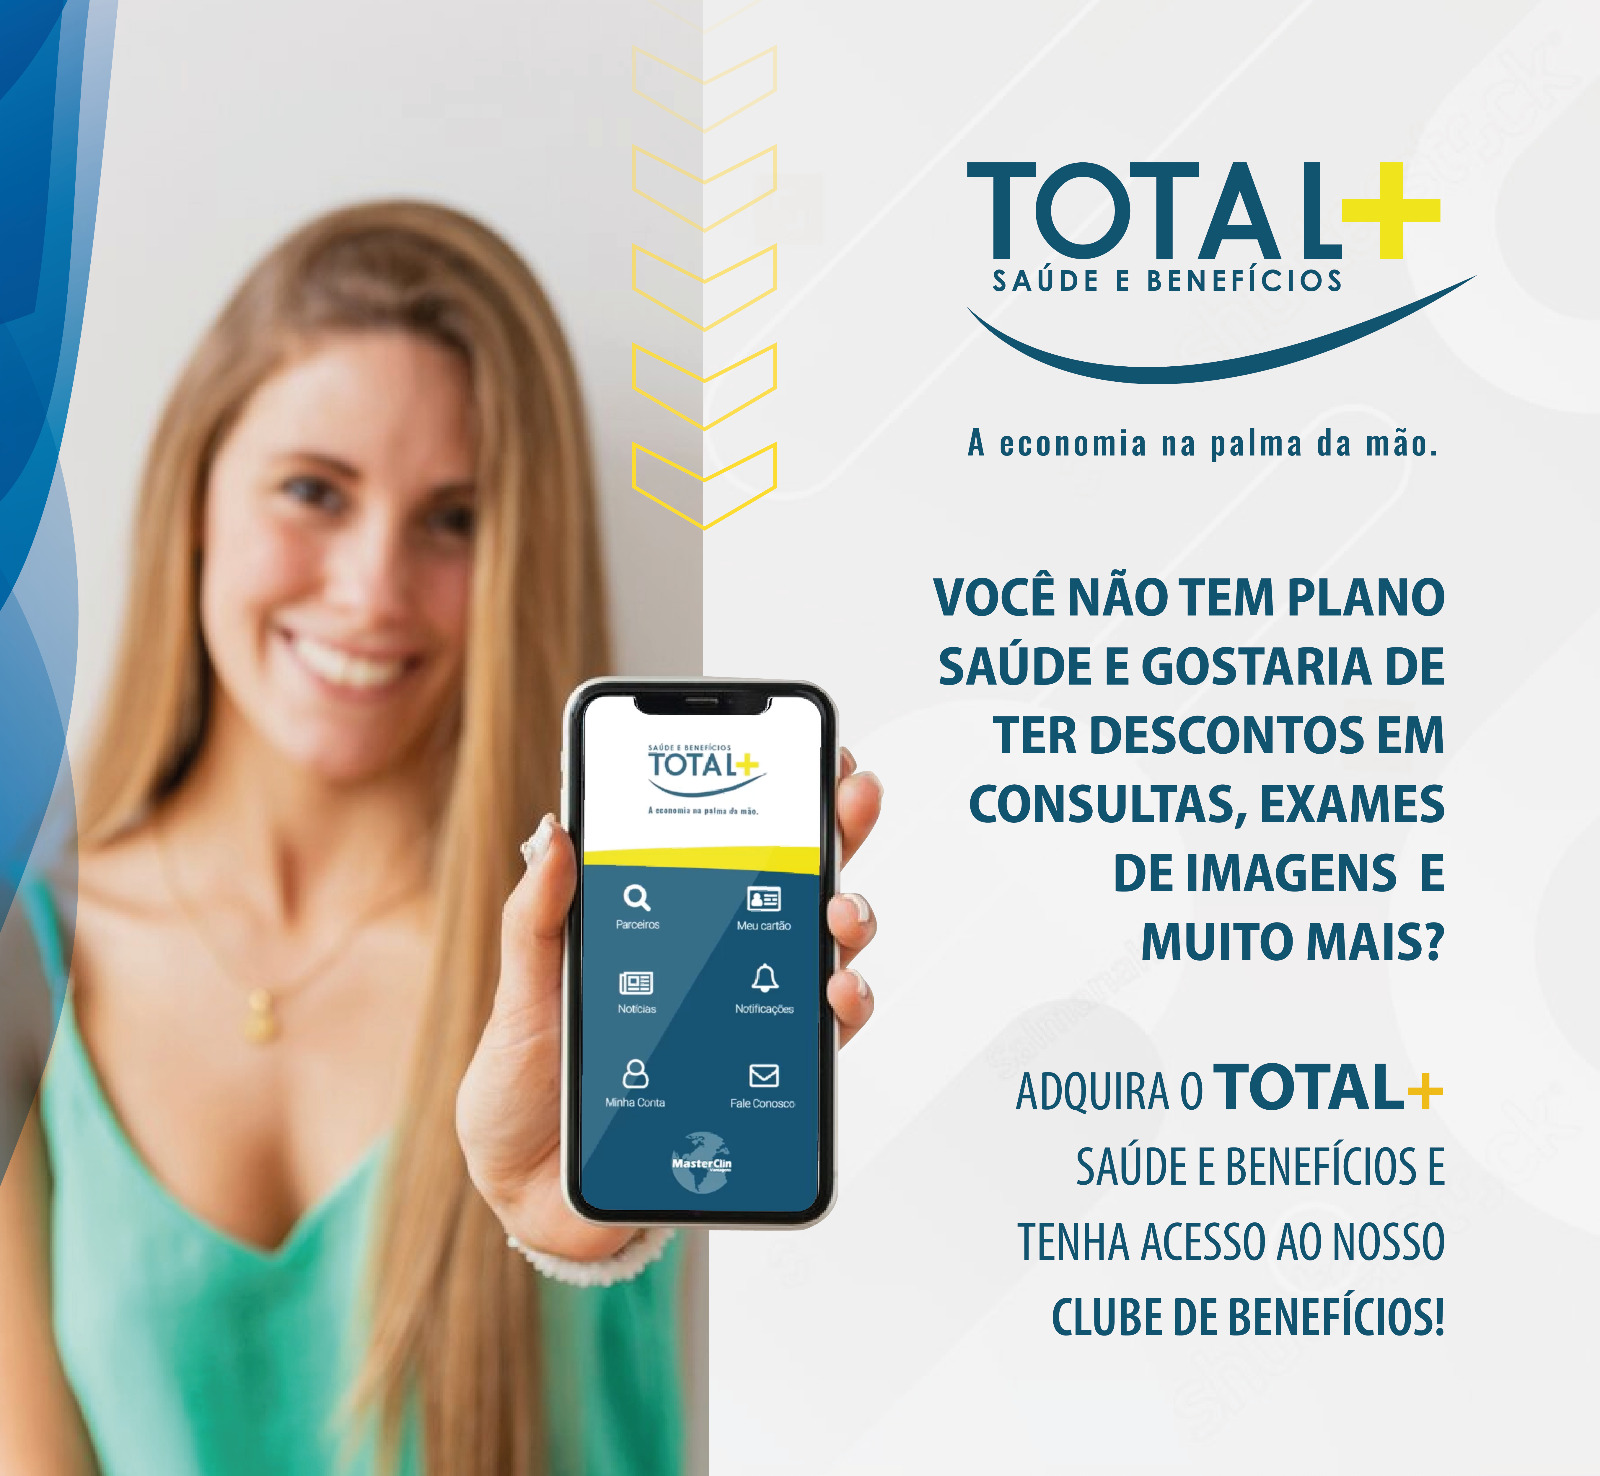 TOTAL+
SAÚDE E BENEFÍCIOS
A economia na palma da mão.
VOCÊ NÃO TEM PLANO
SAÚDE E GOSTARIA DE
TER DESCONTOS EM
CONSULTAS, EXAMES
DE IMAGENS E
MUITO MAIS?
ADQUIRA O TOTAL+
SAÚDE E BENEFÍCIOS E
TENHA ACESSO AO NOSSO
CLUBE DE BENEFÍCIOS!
SAÚDE E BENEFÍCIOS
TOTAL+
A economia na palma da mão.
Parceiros
Meu cartão
Notícias
Notificações
Minha Conta
Fale Conosco
MasterClin